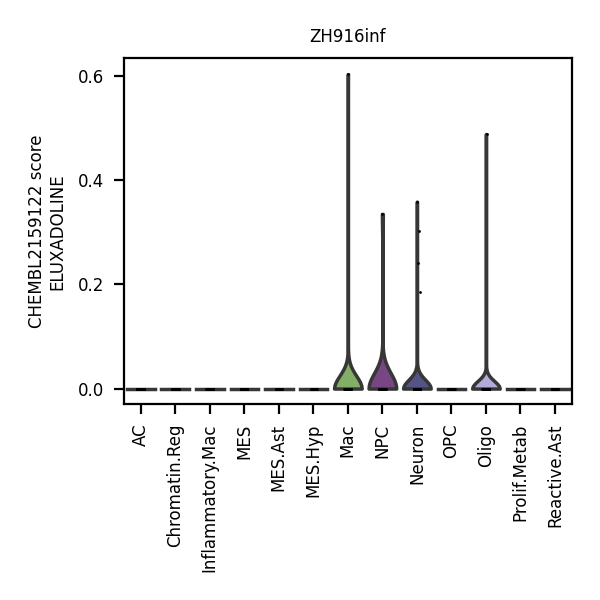 ZH916inf
CHEMBL2159122 score
ELUXADOLINE
0.6
0.4
0.2
0.0
AC
Chromatin.Reg
Inflammatory.Mac
MES
MES.Ast
MES.Hyp
Mac
NPC
Neuron
OPC
Oligo
Prolif.Metab
Reactive.Ast